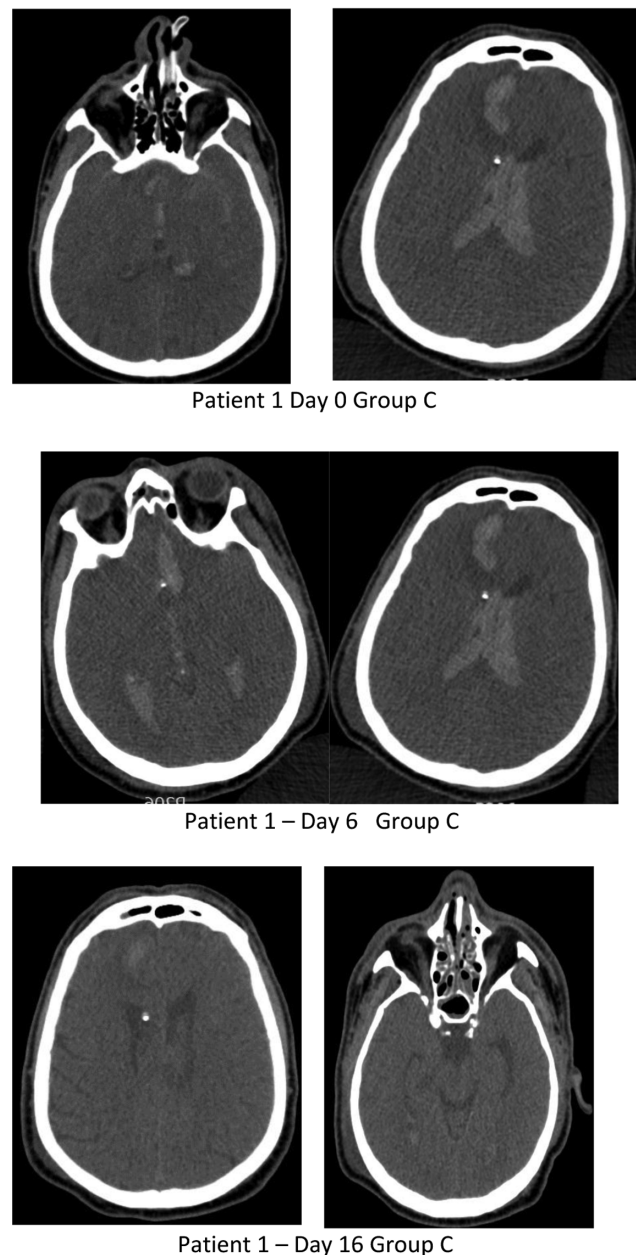 Patient 1 Day 0 Group C
Patient 1 – Day 6   Group C
Patient 1 – Day 16 Group C